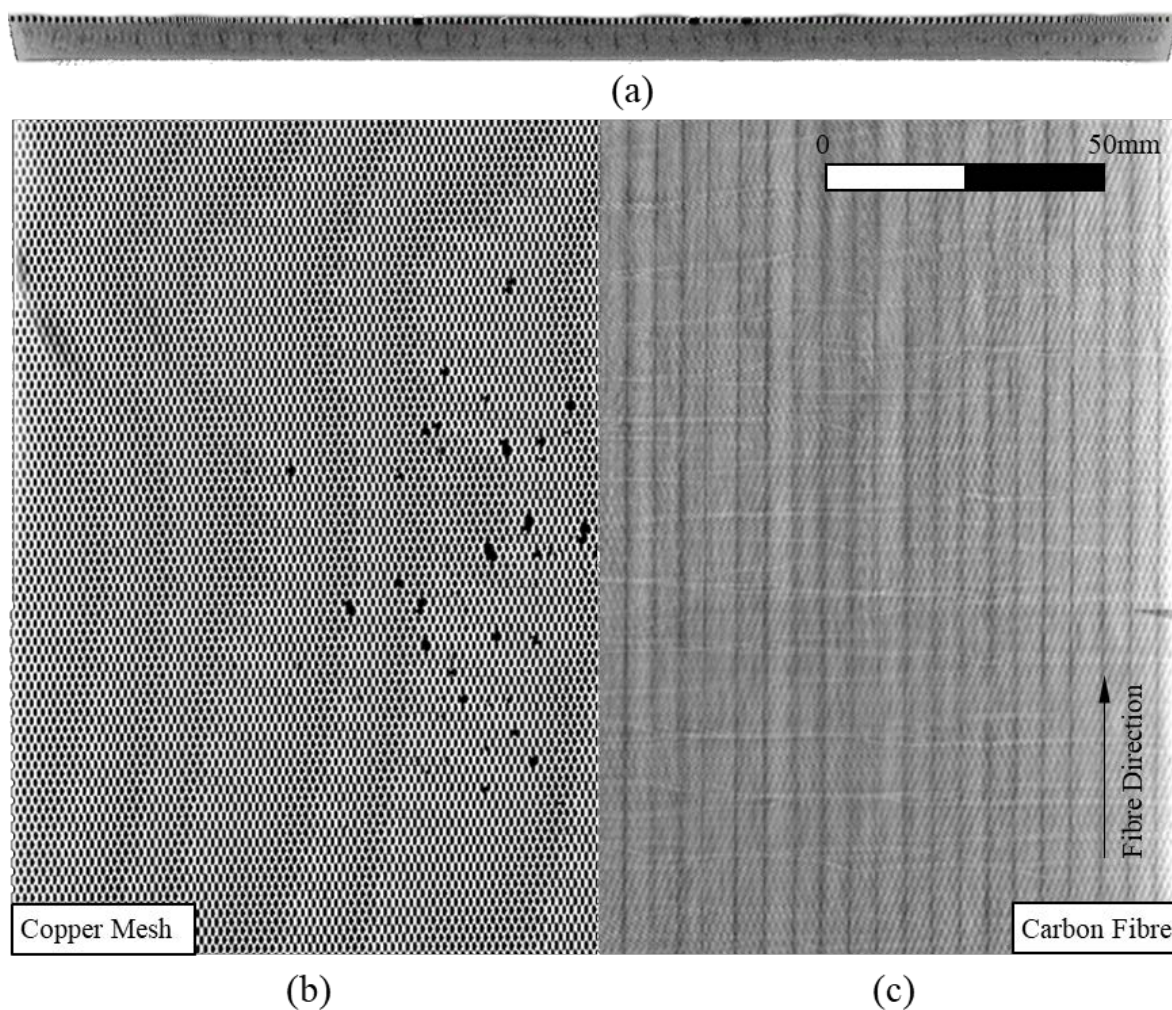 (a)
0 50mm
Fibre Direction
Copper Mesh
Carbon Fibre
(b) (c)